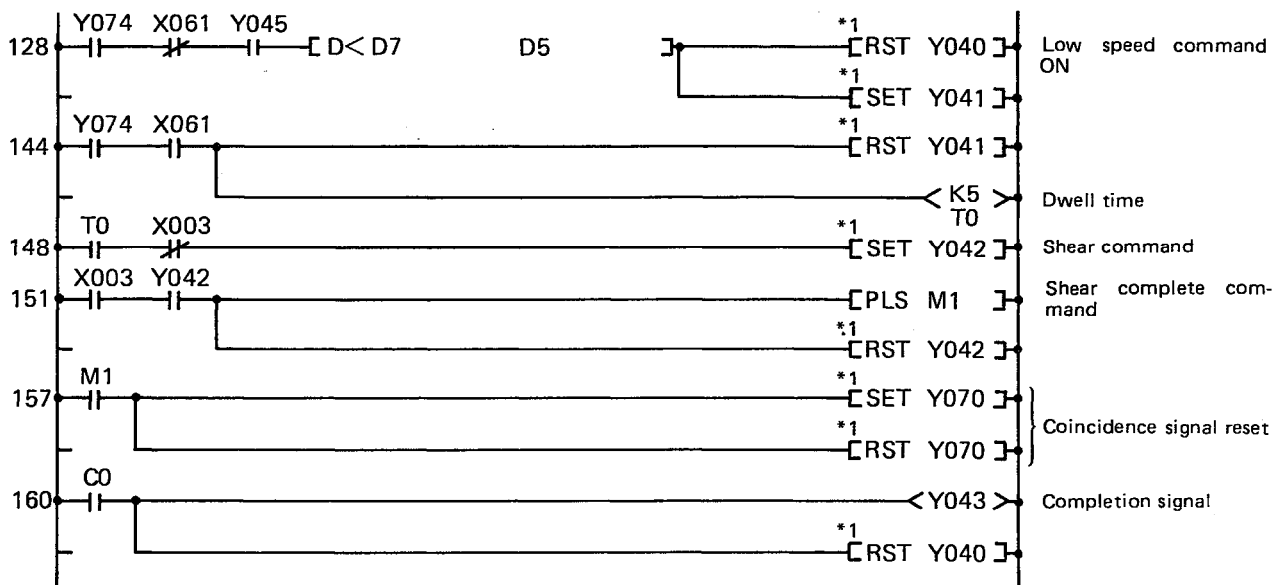 Y074 X061 Y045 *1
128 D< D7 D5 RST Y040 Low speed command
ON
*1
SET Y041
Y074 X061 *1
144 RST Y041
K5
T0 Dwell time
T0 X003 *1
148 SET Y042 Shear command
X003 Y042
151 PLS M1 Shear complete com-
mand
*1
RST Y042
M1 *1
157 SET Y070
*1
RST Y070
Coincidence signal reset
C0
160 Y043 Completion signal
*1
RST Y040